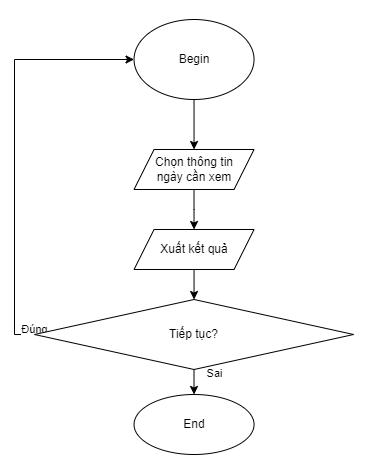 Begin
Chọn thông tin
ngày cần xem
Xuất kết quả
Tiếp tục?
Đúng
Sai
End